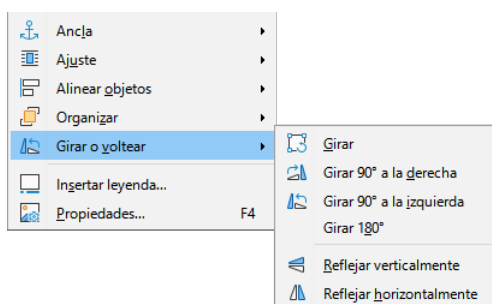 Ancla
Ajuste
Alinear objetos
Organizar
Girar o voltear
Insertar leyenda...
Propiedades... F4
Girar
Girar 90° a la derecha
Girar 90° a la izquierda
Girar 180°
Reflejar verticalmente
Reflejar horizontalmente